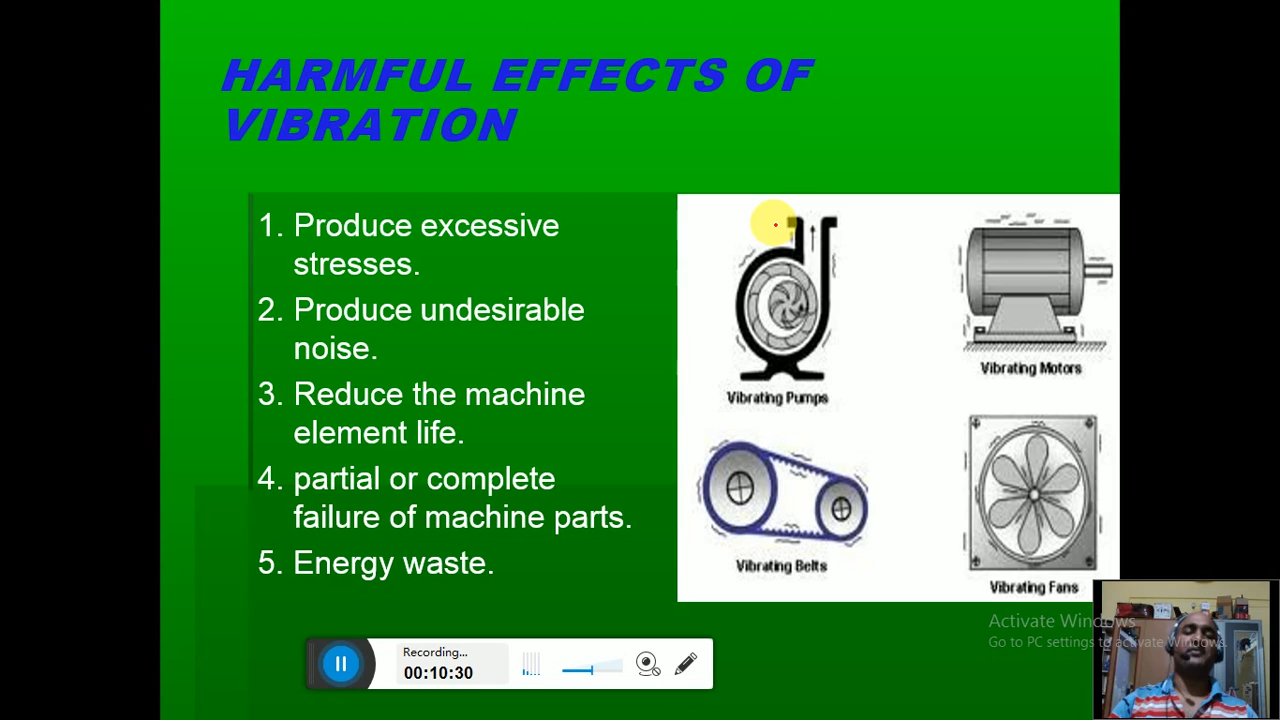 HARMFUL EFFECTS OF
VIBRATION
1. Produce excessive
stresses.
2. Produce undesirable
noise.
3. Reduce the machine
element life.
4. partial or complete
failure of machine parts.
5. Energy waste.
Vibrating Pumps
Vibrating Motors
Vibrating Belts
Vibrating Fans
Activate Windows
Go to PC settings to activate Windows.
Recording...
00:10:30